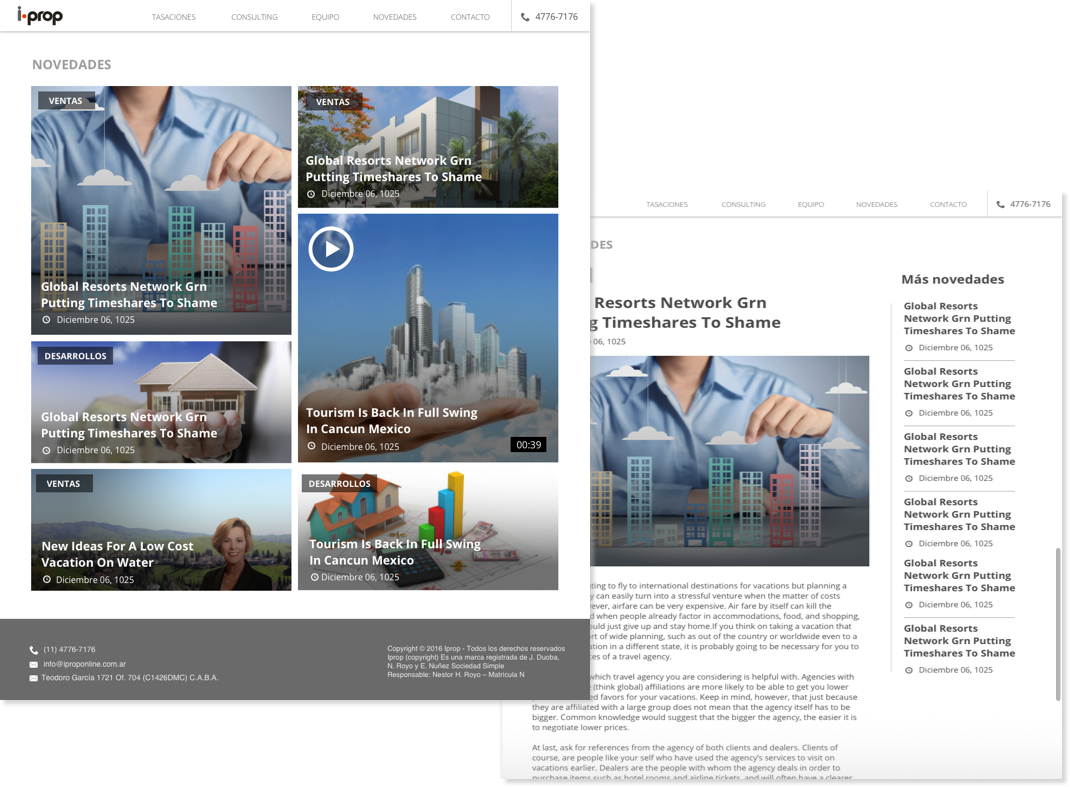 i·prop
TASACIONES
CONSULTING
EQUIPO
NOVEDADES
CONTACTO
4776-7176
NOVEDADES
VENTAS
Global Resorts Network Grn
Putting Timeshares To Shame
Diciembre 06, 1025
VENTAS
Global Resorts Network Grn
Putting Timeshares To Shame
Diciembre 06, 1025
DESARROLLOS
Global Resorts Network Grn
Putting Timeshares To Shame
Diciembre 06, 1025
Tourism Is Back In Full Swing
In Cancun Mexico
Diciembre 06, 1025
00:39
VENTAS
New Ideas For A Low Cost
Vacation On Water
Diciembre 06, 1025
DESARROLLOS
Tourism Is Back In Full Swing
In Cancun Mexico
Diciembre 06, 1025
(11) 4776-7176
info@iproponline.com.ar
Teodoro García 1721 Of. 704 (C1426DMC) C.A.B.A.
Copyright © 2016 Iprop - Todos los derechos reservados
Iprop (copyright) Es una marca registrada de J. Duoba,
N. Royo y E. Nuñez Sociedad Simple
Responsable: Nestor H. Royo – Matricula N
TASACIONES
CONSULTING
EQUIPO
NOVEDADES
CONTACTO
4776-7176
DES
Resorts Network Grn
g Timeshares To Shame
06, 1025
ting to fly to international destinations for vacations but planning a
y can easily turn into a stressful venture when the matter of costs
ever, airfare can be very expensive. Air fare by itself can kill the
d when people already factor in accommodations, food, and shopping,
ould just give up and stay home.If you think on taking a vacation that
rt of wide planning, such as out of the country or worldwide even to a
tion in a different state, it is probably going to be necessary for you to
es of a travel agency.
which travel agency you are considering is helpful with. Agencies with
(think global) affiliations are more likely to be able to get you lower
ed favors for your vacations. Keep in mind, however, that just because
they are affiliated with a large group does not mean that the agency itself has to be
bigger. Common knowledge would suggest that the bigger the agency, the easier it is
to negotiate lower prices.
At last, ask for references from the agency of both clients and dealers. Clients of
course, are people like your self who have used the agency's services to visit on
vacations earlier. Dealers are the people with whom the agency deals in order to
purchase items such as hotel rooms and airline tickets, and will often have a clearer
Más novedades
Global Resorts
Network Grn Putting
Timeshares To Shame
Diciembre 06, 1025
Global Resorts
Network Grn Putting
Timeshares To Shame
Diciembre 06, 1025
Global Resorts
Network Grn Putting
Timeshares To Shame
Diciembre 06, 1025
Global Resorts
Network Grn Putting
Timeshares To Shame
Diciembre 06, 1025
Global Resorts
Network Grn Putting
Timeshares To Shame
Diciembre 06, 1025
Global Resorts
Network Grn Putting
Timeshares To Shame
Diciembre 06, 1025